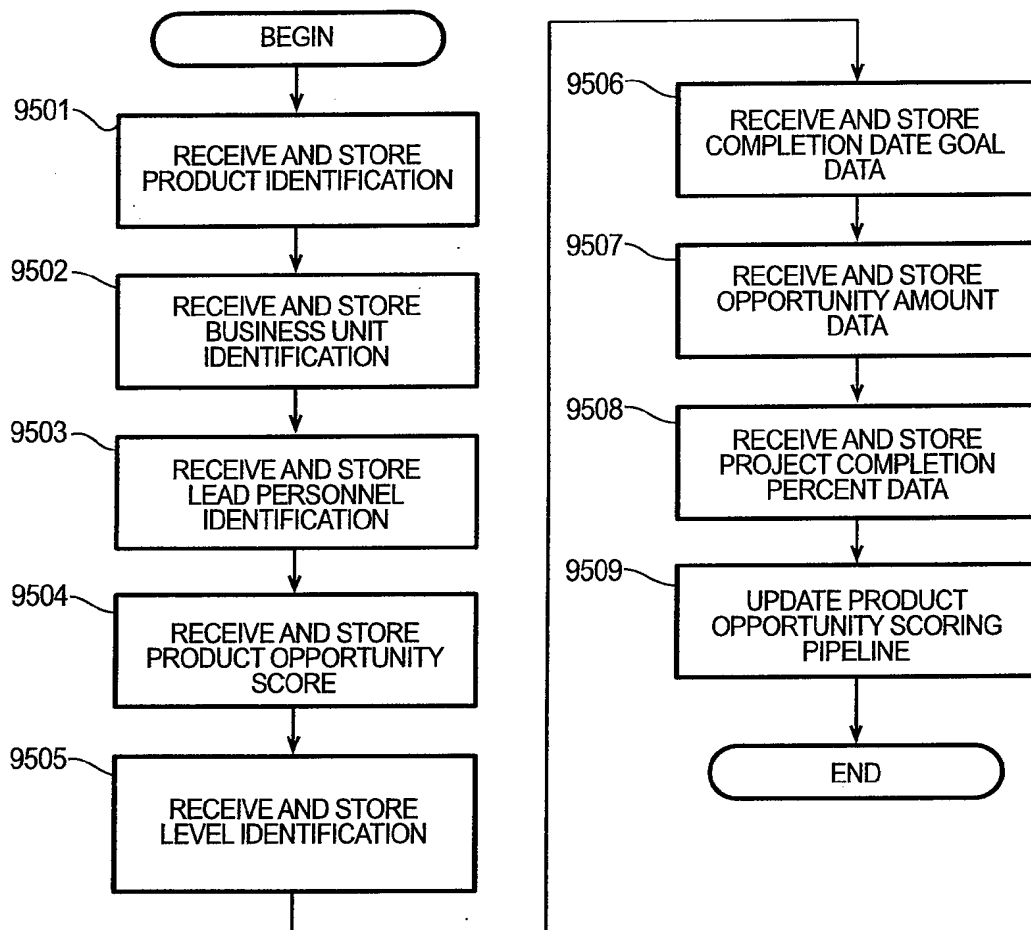 BEGIN
9501
RECEIVE AND STORE
PRODUCT IDENTIFICATION
9502
RECEIVE AND STORE
BUSINESS UNIT
IDENTIFICATION
9503
RECEIVE AND STORE
LEAD PERSONNEL
IDENTIFICATION
9504
RECEIVE AND STORE
PRODUCT OPPORTUNITY
SCORE
9505
RECEIVE AND STORE
LEVEL IDENTIFICATION
9506
RECEIVE AND STORE
COMPLETION DATE GOAL
DATA
9507
RECEIVE AND STORE
OPPORTUNITY AMOUNT
DATA
9508
RECEIVE AND STORE
PROJECT COMPLETION
PERCENT DATA
9509
UPDATE PRODUCT
OPPORTUNITY SCORING
PIPELINE
END